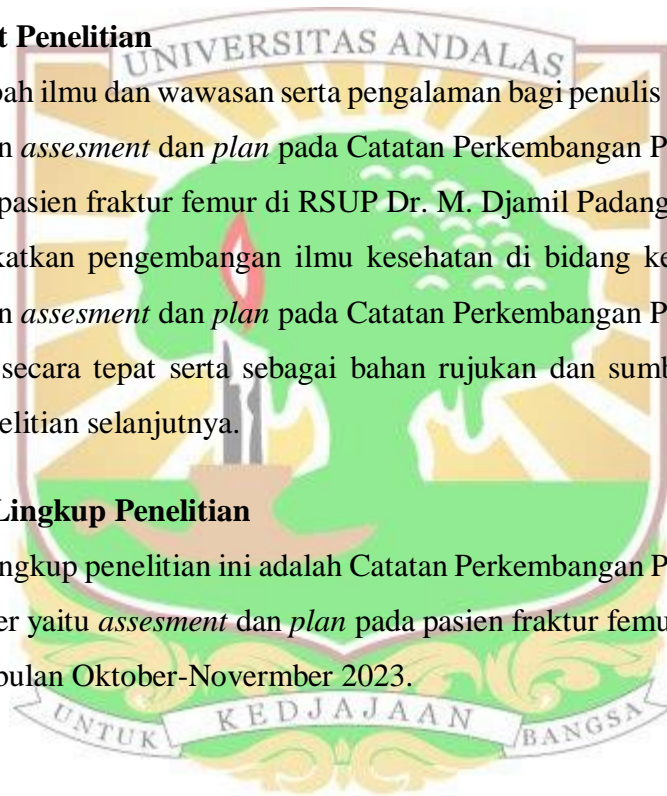 t Penelitian
UNIVERSITAS ANDALAS
bah ilmu dan wawasan serta pengalaman bagi penulis
n assesment dan plan pada Catatan Perkembangan P
pasien fraktur femur di RSUP Dr. M. Djamil Padang
katkan pengembangan ilmu kesehatan di bidang ke
n assesment dan plan pada Catatan Perkembangan P
secara tepat serta sebagai bahan rujukan dan sumb
elitian selanjutnya.
Lingkup Penelitian
ngkup penelitian ini adalah Catatan Perkembangan P
er yaitu assesment dan plan pada pasien fraktur femu
bulan Oktober-Novermber 2023.
UNTUK KEDJAJAAN BANGSA